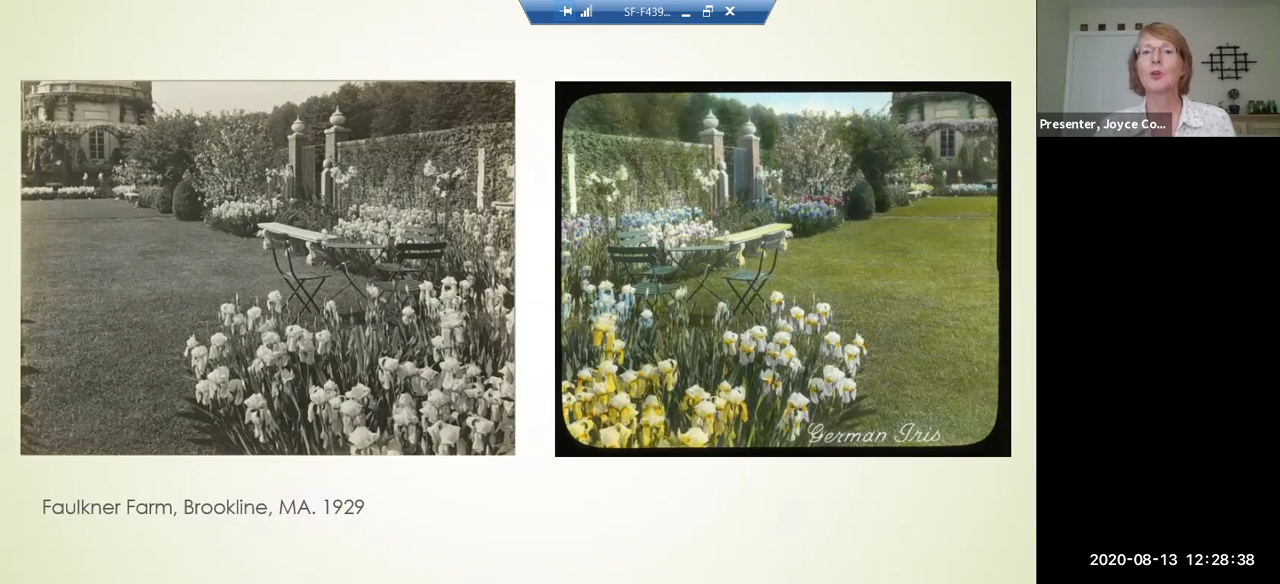 SF-F439...
Presenter, Joyce Co...
German Iris
Faulkner Farm, Brookline, MA. 1929
2020-08-13 12:28:38